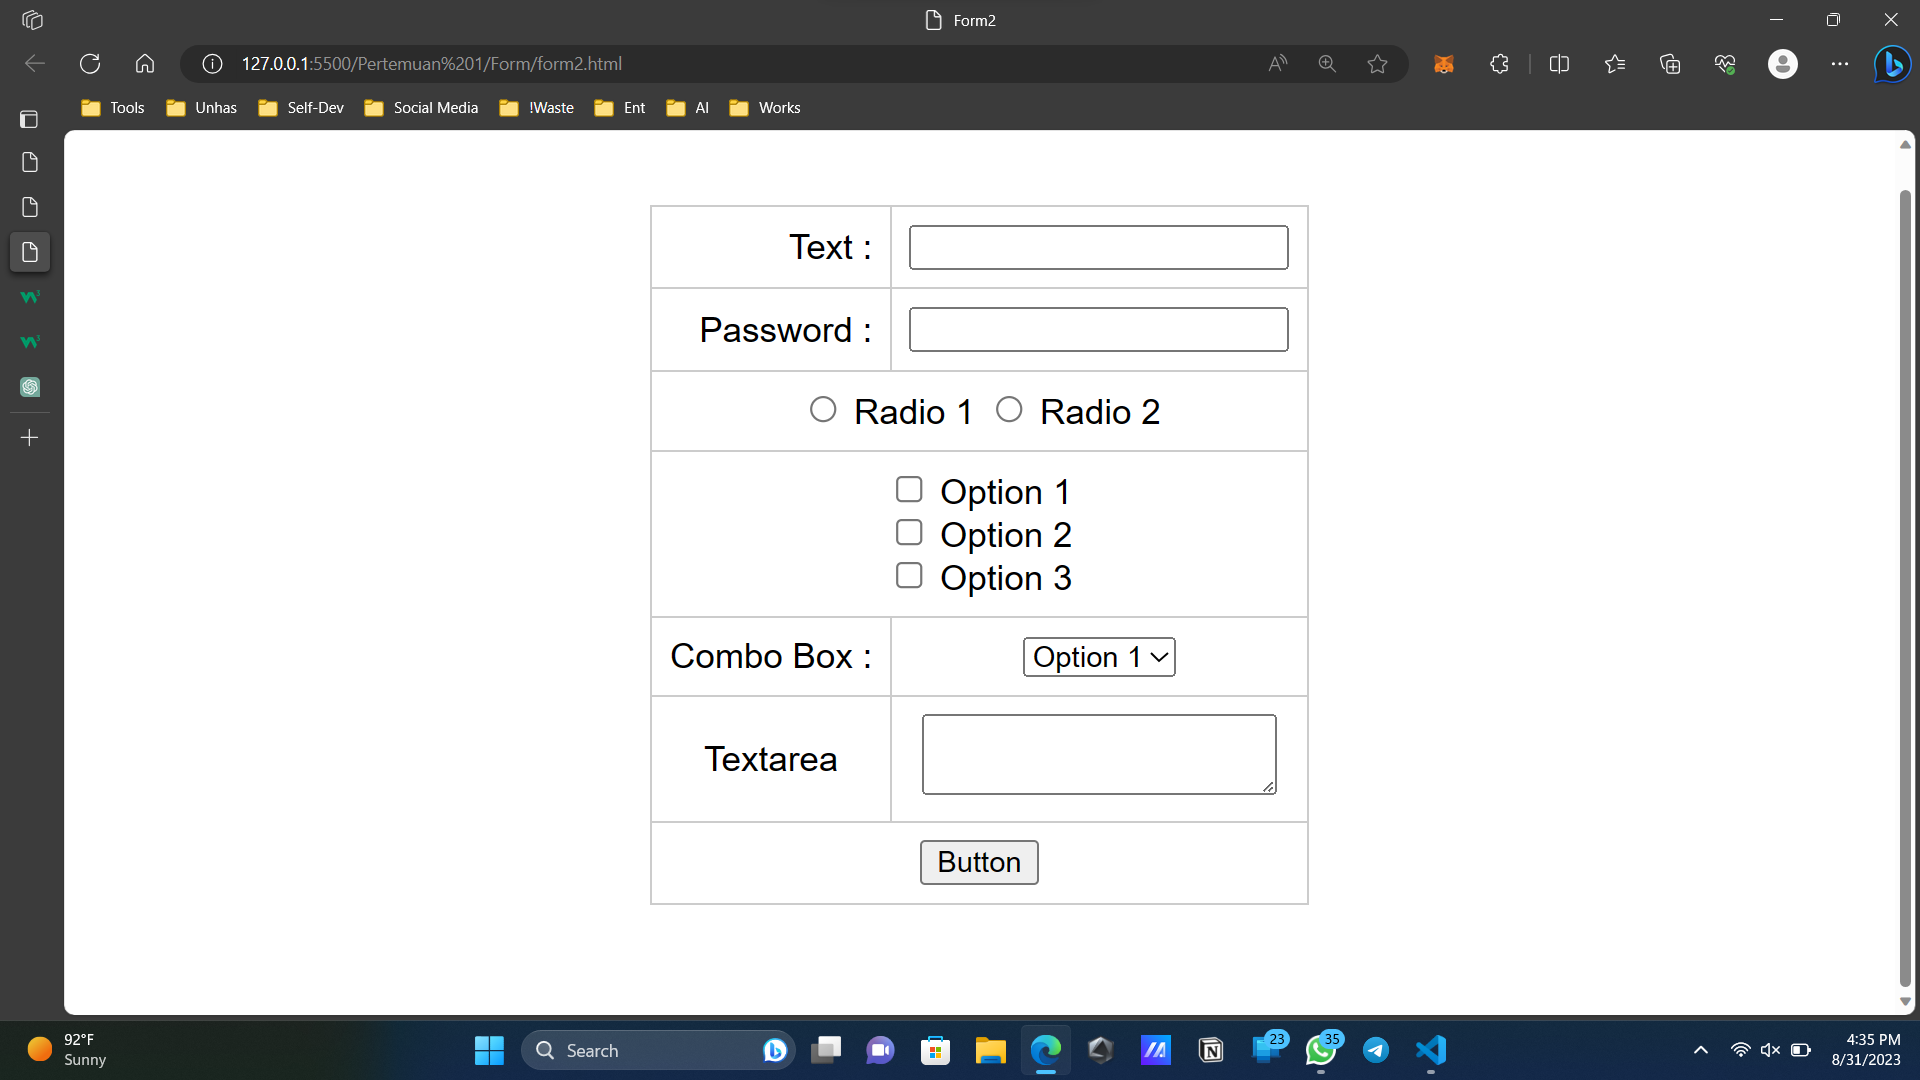 Form2
127.0.0.1:5500/Pertemuan%201/Form/form2.html
Tools Unhas Self-Dev Social Media !Waste Ent AI Works
Text :
Password :
Radio 1 Radio 2
Option 1
Option 2
Option 3
Combo Box : Option 1
Textarea
Button
92°F
Sunny
Search
23
35
4:35 PM
8/31/2023